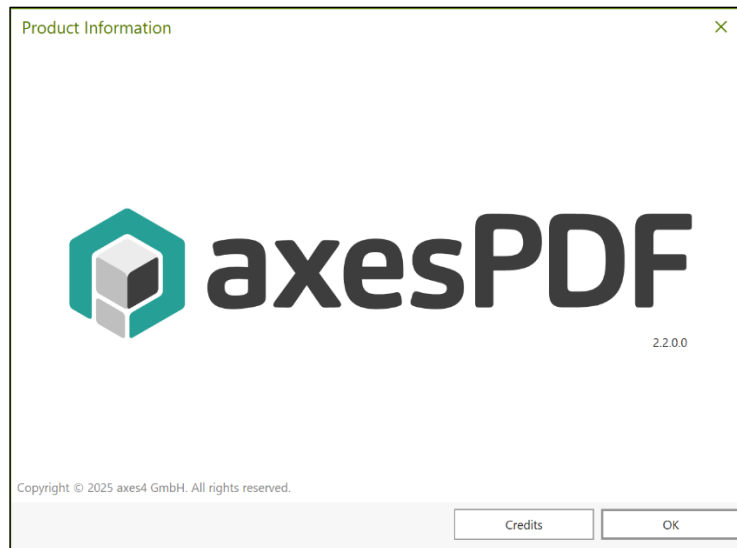 Product Information
axesPDF
2.2.0.0
Copyright © 2025 axes4 GmbH. All rights reserved.
Credits
OK